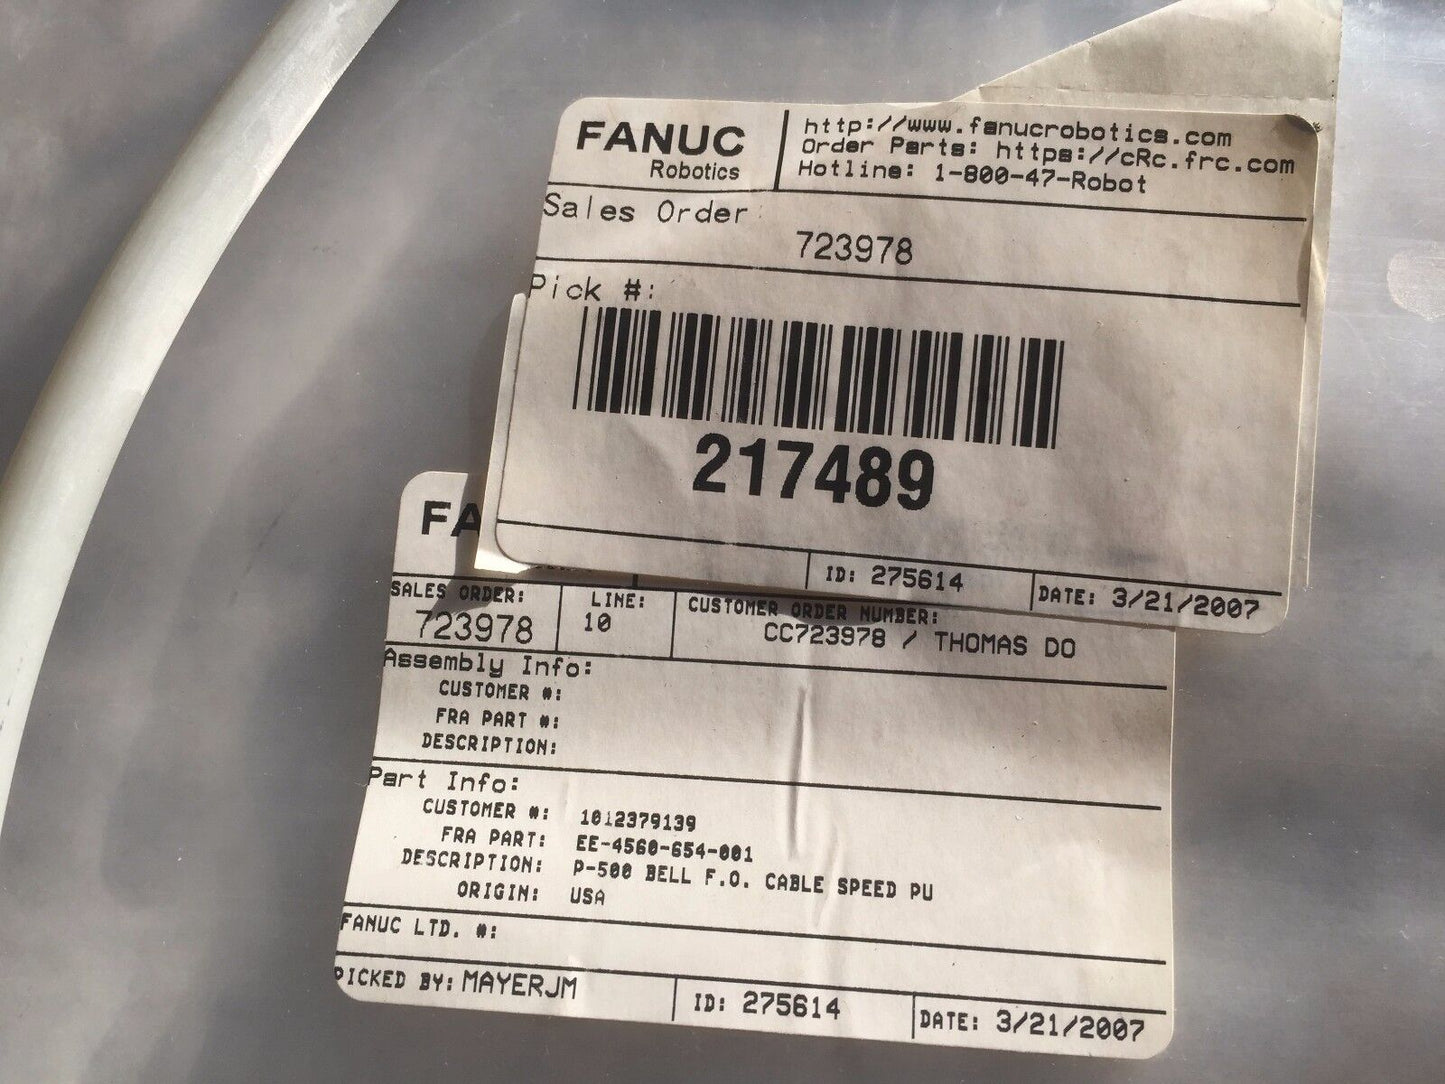 FANUC
Robotics
http://www.fanucrobotics.com
Order Parts: https://cRc.frc.com
Hotline: 1-800-47-Robot
Sales Order:
723978
Pick #:
217489
ID: 275614
DATE: 3/21/2007
FA
SALES ORDER:
723978
LINE:
10
CUSTOMER ORDER NUMBER:
CC723978 / THOMAS DO
Assembly Info:
CUSTOMER #:
FRA PART #:
DESCRIPTION:
Part Info:
CUSTOMER #: 1012379139
FRA PART: EE-4560-654-001
DESCRIPTION: P-500 BELL F.O. CABLE SPEED PU
ORIGIN: USA
FANUC LTD. #:
PICKED BY: MAYERJM
ID: 275614
DATE: 3/21/2007